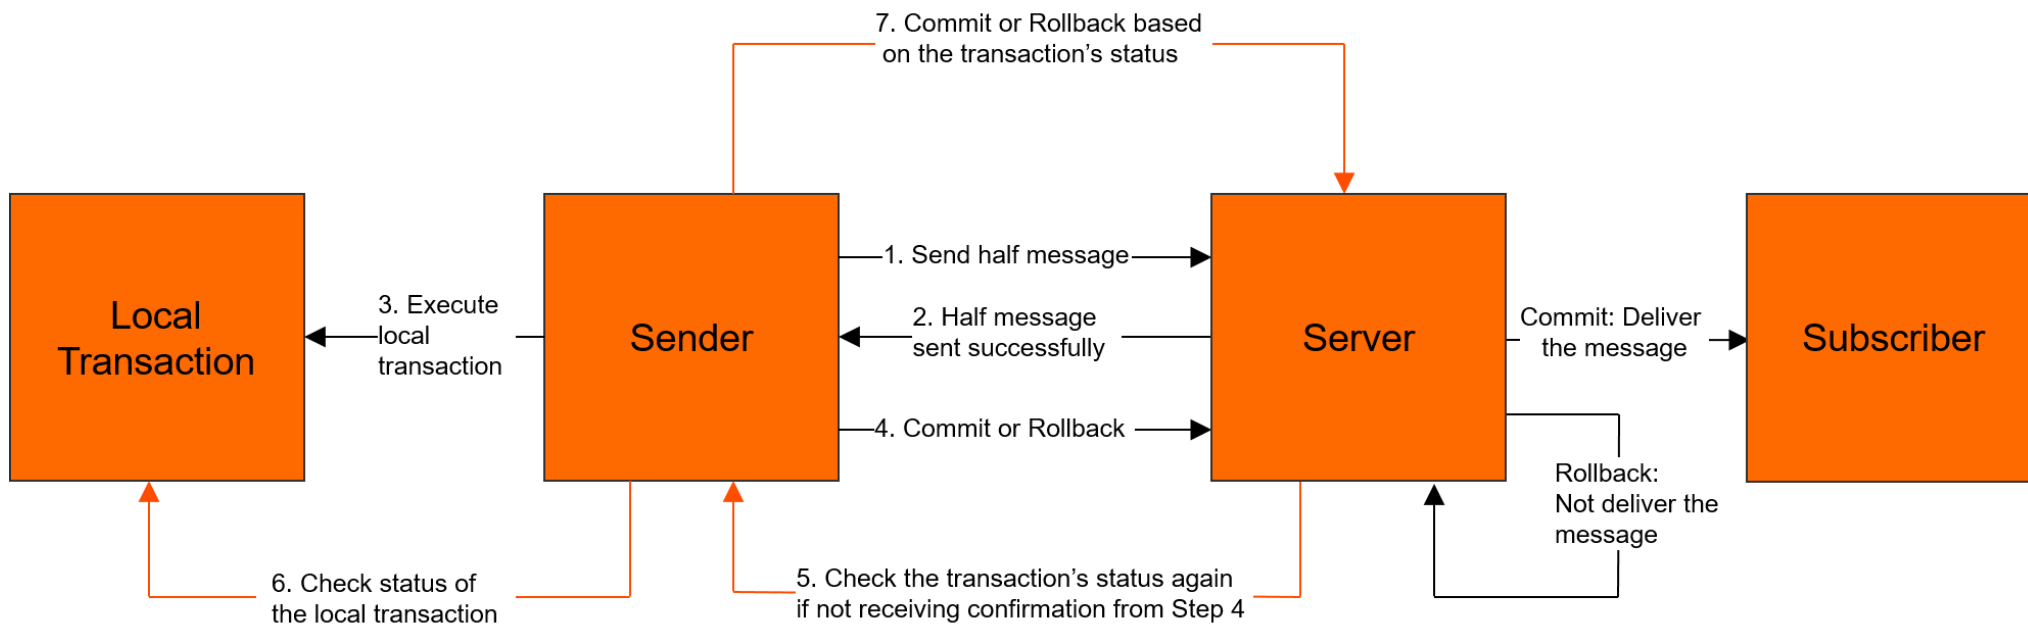 7. Commit or Rollback based
on the transaction's status
1. Send half message
3. Execute
local
transaction
2. Half message
sent successfully
Commit: Deliver
the message
Local
Transaction
Sender
Server
Subscriber
4. Commit or Rollback
Rollback:
Not deliver the
message
6. Check status of
the local transaction
5. Check the transaction's status again
if not receiving confirmation from Step 4